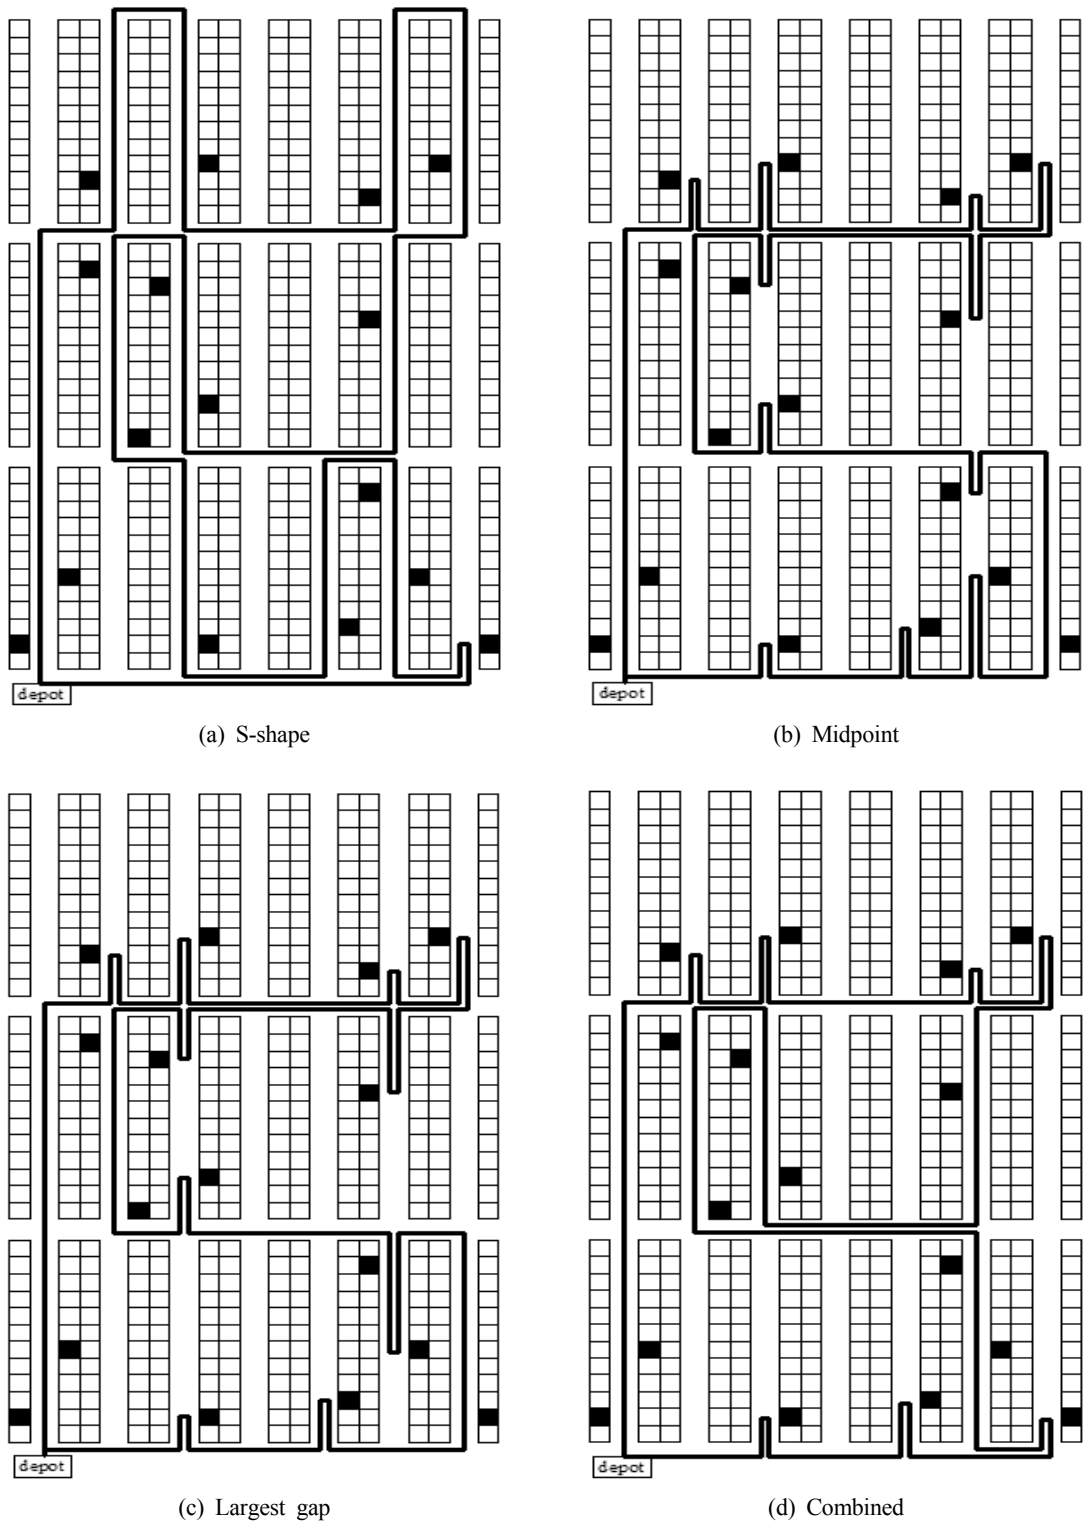 depot
depot
(a) S-shape
(b) Midpoint
depot
depot
(c) Largest gap
(d) Combined